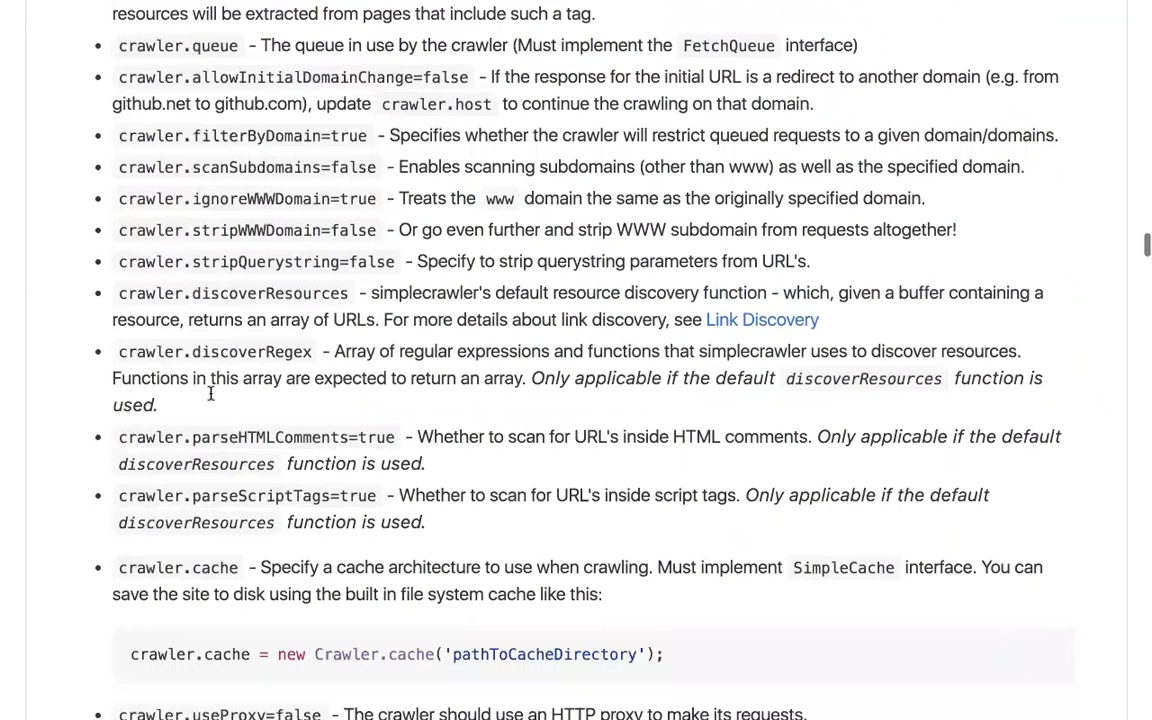 resources will be extracted from pages that include such a tag.
• crawler.queue - The queue in use by the crawler (Must implement the FetchQueue interface)
• crawler.allowInitialDomainChange=false - If the response for the initial URL is a redirect to another domain (e.g. from
github.net to github.com), update crawler.host to continue the crawling on that domain.
• crawler.filterByDomain=true - Specifies whether the crawler will restrict queued requests to a given domain/domains.
• crawler.scanSubdomains=false - Enables scanning subdomains (other than www) as well as the specified domain.
• crawler.ignoreWWWDomain=true - Treats the www domain the same as the originally specified domain.
• crawler.stripWWWDomain=false - Or go even further and strip WWW subdomain from requests altogether!
• crawler.stripQuerystring=false - Specify to strip querystring parameters from URL's.
• crawler.discoverResources - simplecrawler's default resource discovery function - which, given a buffer containing a
resource, returns an array of URLs. For more details about link discovery, see Link Discovery
• crawler.discoverRegex - Array of regular expressions and functions that simplecrawler uses to discover resources.
Functions in this array are expected to return an array. Only applicable if the default discoverResources function is
used.
• crawler.parseHTMLComments=true - Whether to scan for URL's inside HTML comments. Only applicable if the default
discoverResources function is used.
• crawler.parseScriptTags=true - Whether to scan for URL's inside script tags. Only applicable if the default
discoverResources function is used.
• crawler.cache - Specify a cache architecture to use when crawling. Must implement SimpleCache interface. You can
save the site to disk using the built in file system cache like this:
crawler.cache = new Crawler.cache('pathToCacheDirectory');
• crawler.useProxy=false - The crawler should use an HTTP proxy to make its requests.